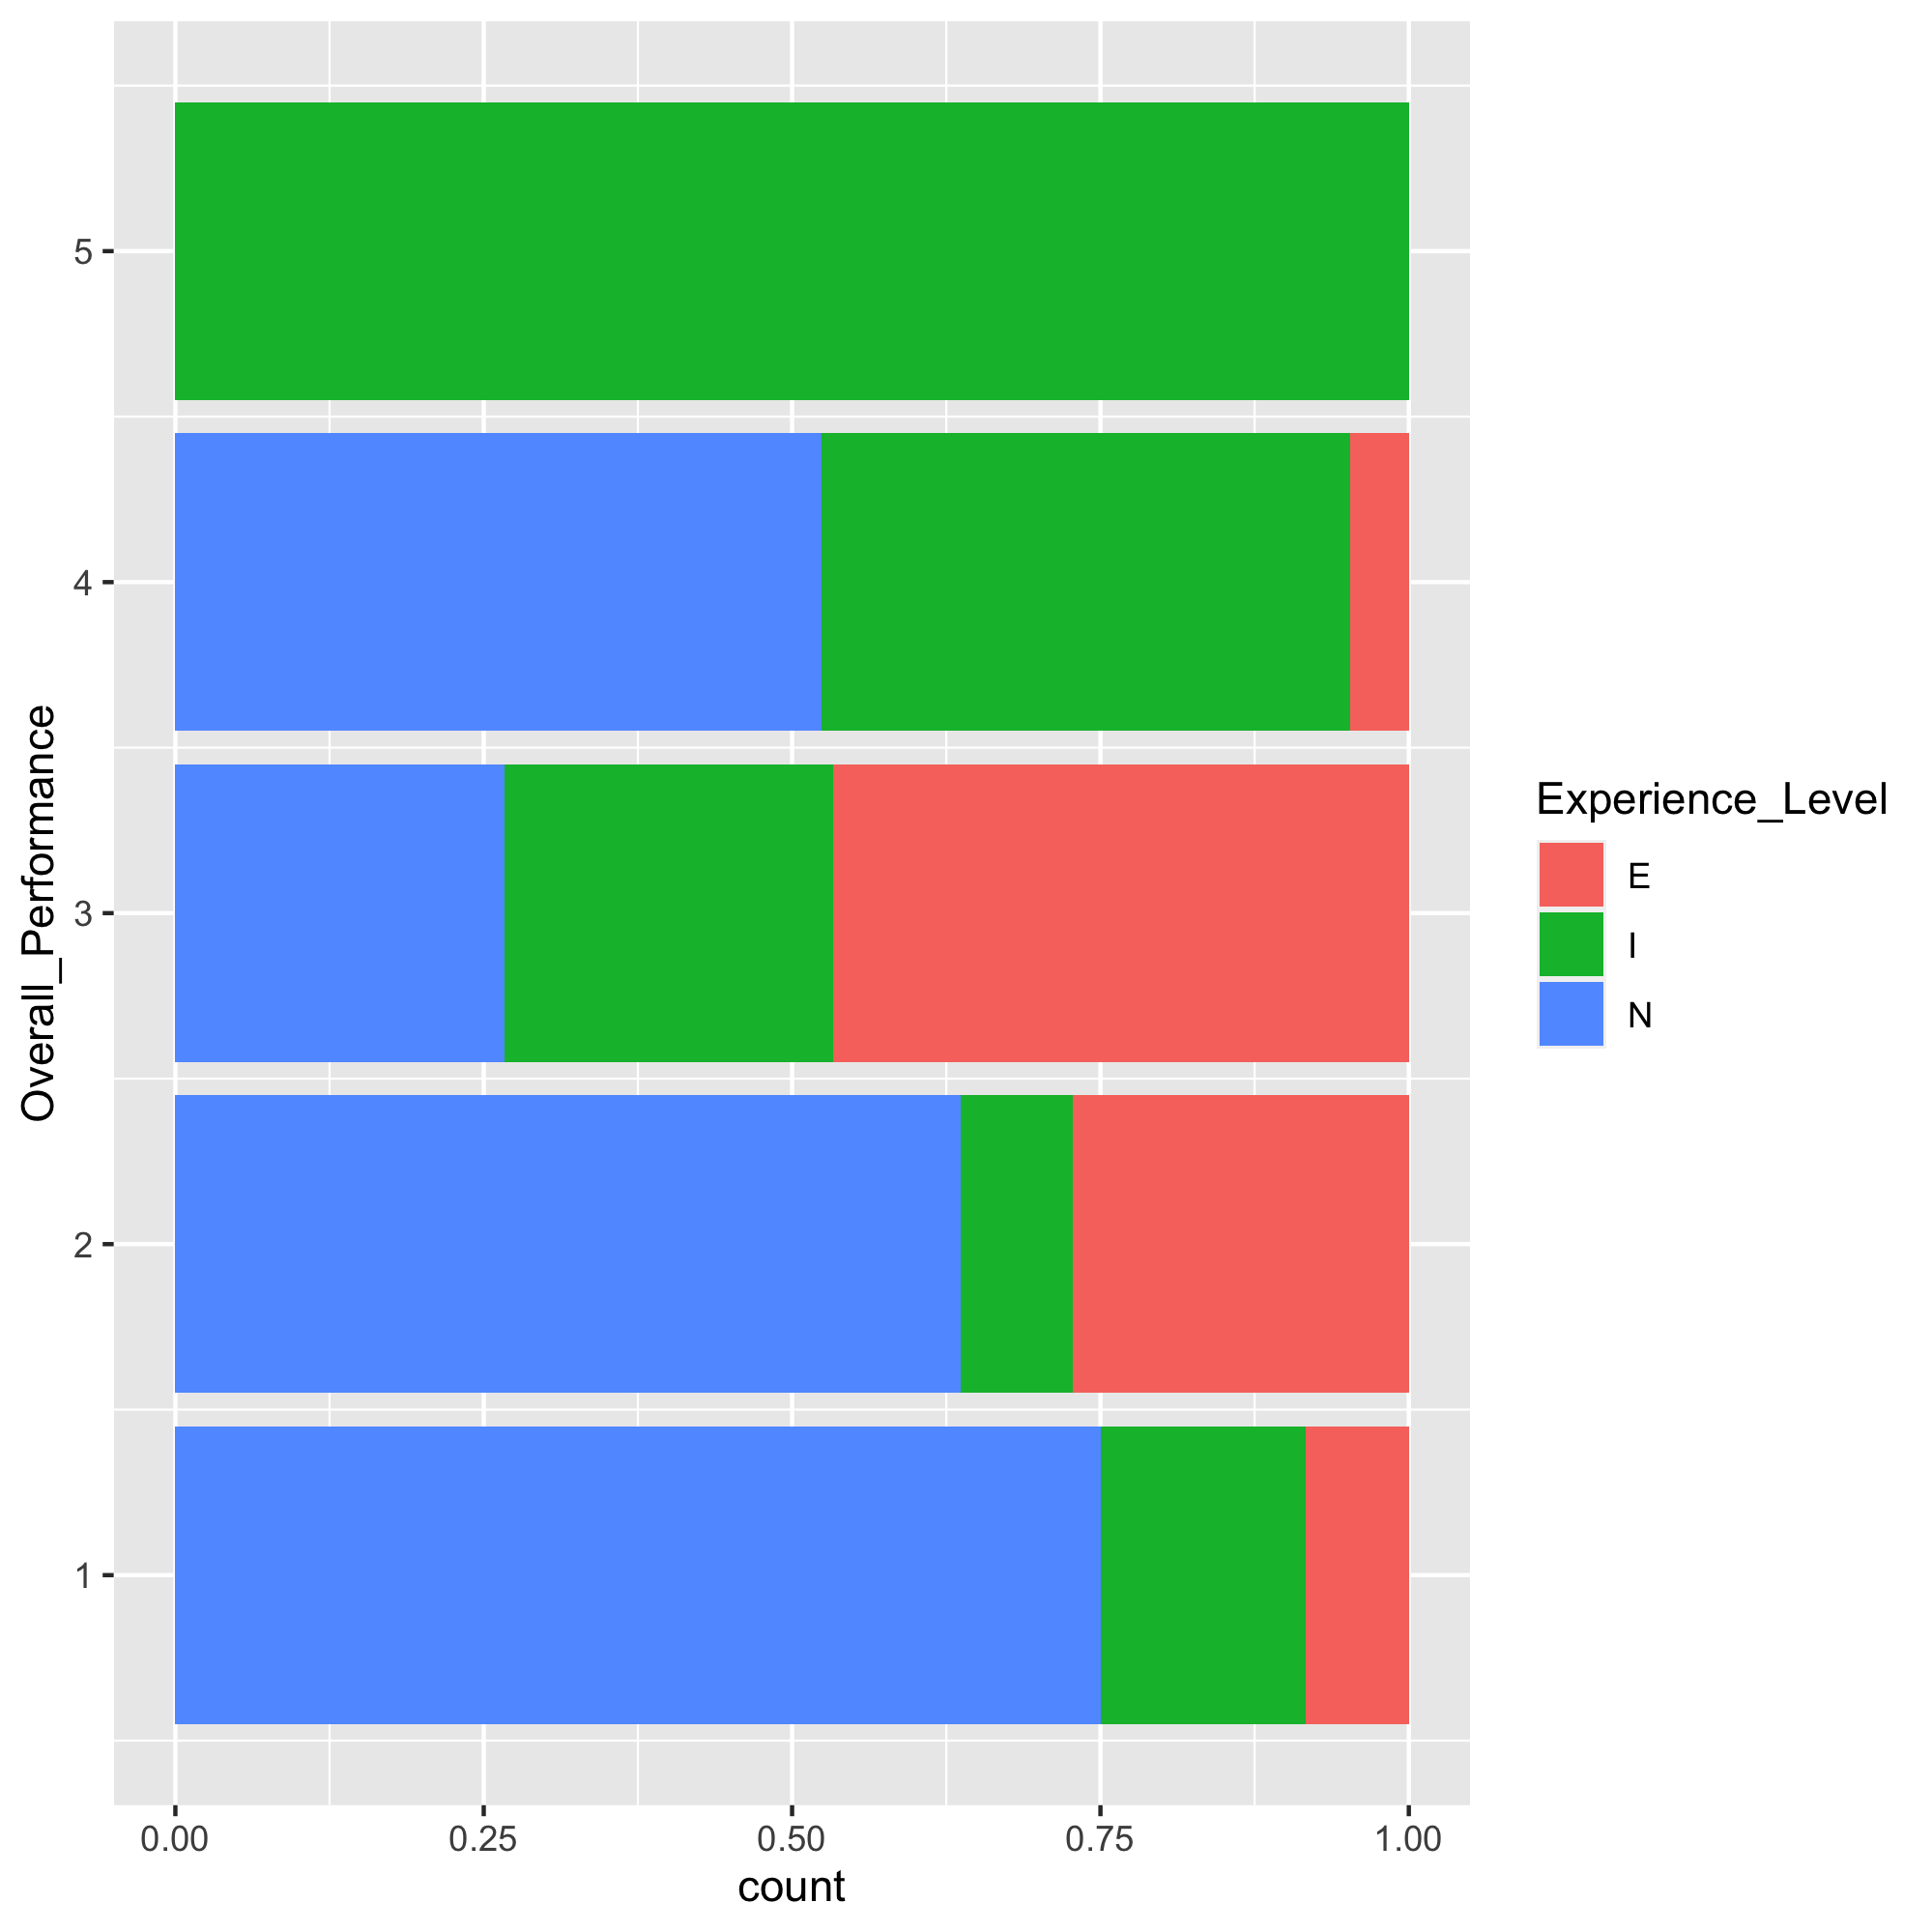 Overall_Performance
5
4
3
2
1
0.00 0.25 0.50 0.75 1.00
count
Experience_Level
E
I
N